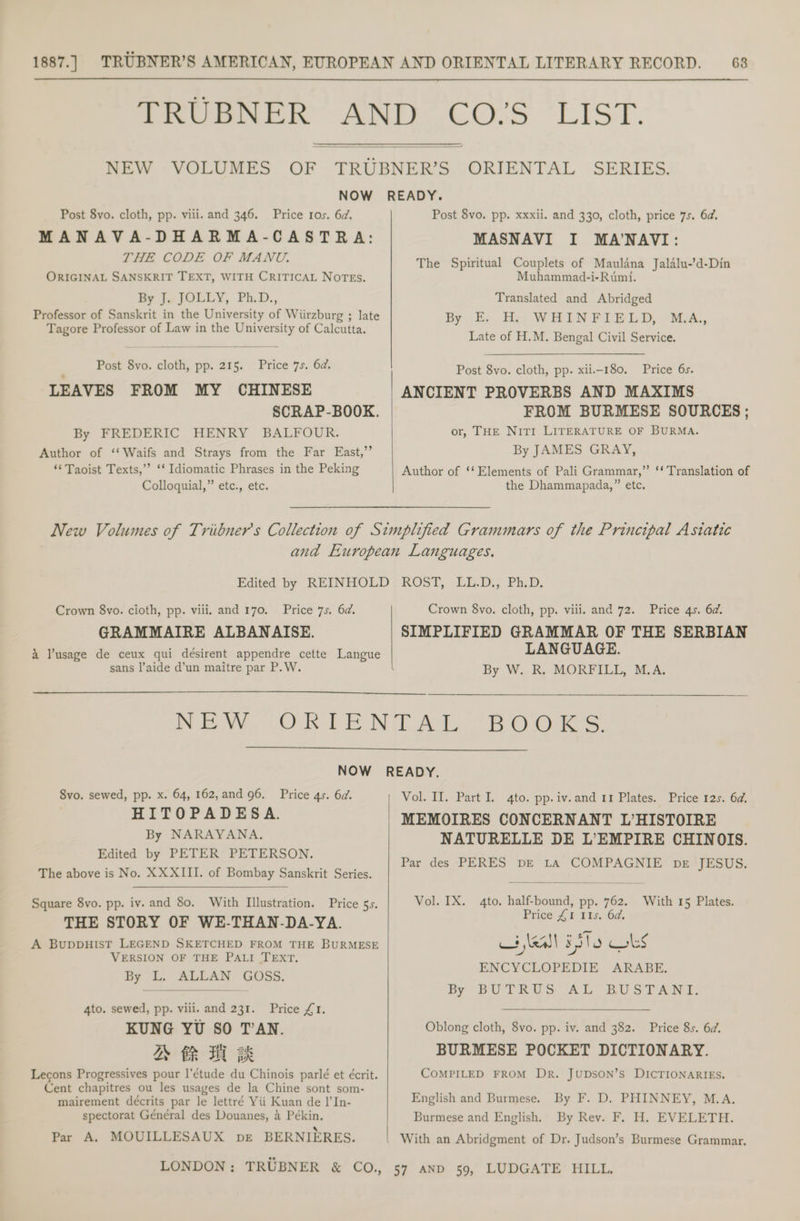 1887.] TRÜBNER'S AMERICAN, EUROPEAN AND ORIENTAL LITERARY RECORD. 63
TRÜBNER AND CO.'S LIST.
NEW VOLUMES OF TRÜBNER'S ORIENTAL SERIES.
NOW READY.
Post 8vo. cloth, pp. viii. and 346. Price 10s. 6d.
MANAVA-DHARMA-CASTRA:
THE CODE OF MANU.
ORIGINAL SANSKRIT TEXT, WITH CRITICAL NOTES.
By J. JOLLY, Ph.D.,
Professor of Sanskrit in the University of Würzburg ; late
Tagore Professor of Law in the University of Calcutta.
Post 8vo. cloth, pp. 215. Price 7s. 6d.
LEAVES FROM MY CHINESE
SCRAP-BOOK.
By FREDERIC HENRY BALFOUR.
Author of “Waifs and Strays from the Far East,”
“Taoist Texts,” “Idiomatic Phrases in the Peking
Colloquial,” etc., etc.
Post 8vo. pp. xxxii. and 330, cloth, price 7s. 6d.
MASNAVI I MA'NAVI:
The Spiritual Couplets of Maulána Jalálu-'d-Dín
Muhammad-i-Rúmí.
Translated and Abridged
By E. H. WHINFIELD, M.A.,
Late of H.M. Bengal Civil Service.
Post 8vo. cloth, pp. xii.–180. Price 6s.
ANCIENT PROVERBS AND MAXIMS
FROM BURMESE SOURCES;
or, THE NITI LITERATURE OF BURMA.
By JAMES GRAY,
Author of “Elements of Pali Grammar,” “Translation of
the Dhammapada,” etc.
New Volumes of Trübner's Collection of Simplified Grammars of the Principal Asiatic
and European Languages.
Edited by REINHOLD ROST, LL.D., Ph.D.
Crown 8vo. cloth, pp. viii. and 170. Price 7s. 6d.
GRAMMAIRE ALBANAISE.
à l'usage de ceux qui désirent appendre cette Langue
sans l'aide d'un maître par P.W.
Crown 8vo. cloth, pp. viii. and 72. Price 4s. 6d.
SIMPLIFIED GRAMMAR OF THE SERBIAN
LANGUAGE.
By W. R. MORFILL, M.A.
NEW ORIENTAL BOOKS.
NOW READY.
8vo. sewed, pp. x. 64, 162, and 96. Price 4s. 6d.
HITOPADESA.
By NARAYANA.
Edited by PETER PETERSON.
The above is No. XXXIII. of Bombay Sanskrit Series.
Square 8vo. pp. iv. and 80. With Illustration. Price 5s.
THE STORY OF WE-THAN-DA-YA.
A BUDDHIST LEGEND SKETCHED FROM THE BURMESE
VERSION OF THE PALI TEXT.
By L. ALLAN GOSS.
4to. sewed, pp. viii. and 231. Price £1.
KUNG YÜ SO T'AN.
公餘瑣談
Leçons Progressives pour l'étude du Chinois parlé et écrit.
Cent chapitres ou les usages de la Chine sont som-
mairement décrits par le lettré Yü Kuan de l'In-
spectorat Général des Douanes, à Pékin.
Par A. MOUILLESAUX DE BERNIÈRES.
Vol. II. Part I. 4to. pp. iv. and 11 Plates. Price 12s. 6d.
MEMOIRES CONCERNANT L'HISTOIRE
NATURELLE DE L'EMPIRE CHINOIS.
Par des PERES DE LA COMPAGNIE DE JESUS.
Vol. IX. 4to. half-bound, pp. 762. With 15 Plates.
Price £1 11s. 6d.
كتاب دائرة المعارف
ENCYCLOPEDIE ARABE.
By BUTRUS AL BUSTANI.
Oblong cloth, 8vo. pp. iv. and 382. Price 8s. 6d.
BURMESE POCKET DICTIONARY.
COMPILED FROM DR. JUDSON'S DICTIONARIES.
English and Burmese. By F. D. PHINNEY, M.A.
Burmese and English. By Rev. F. H. EVELETH.
With an Abridgment of Dr. Judson's Burmese Grammar.
LONDON: TRÜBNER & CO., 57 AND 59, LUDGATE HILL.